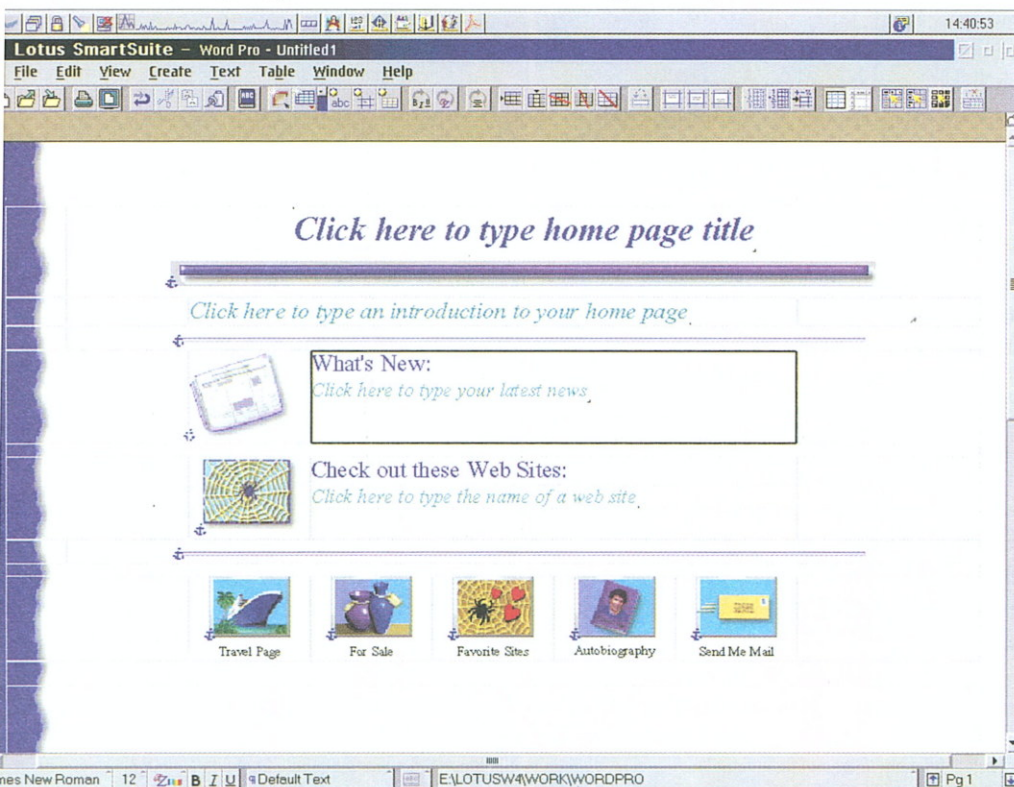 14:40:53
Lotus SmartSuite – Word Pro - Untitled1
File Edit View Create Text Table Window Help
Click here to type home page title
Click here to type an introduction to your home page
What's New:
Click here to type your latest news
Check out these Web Sites:
Click here to type the name of a web site
Travel Page For Sale Favorite Sites Autobiography Send Me Mail
mes New Roman 12 B I U Default Text E:\LOTUSW4\WORK\WORDPRO Pg 1